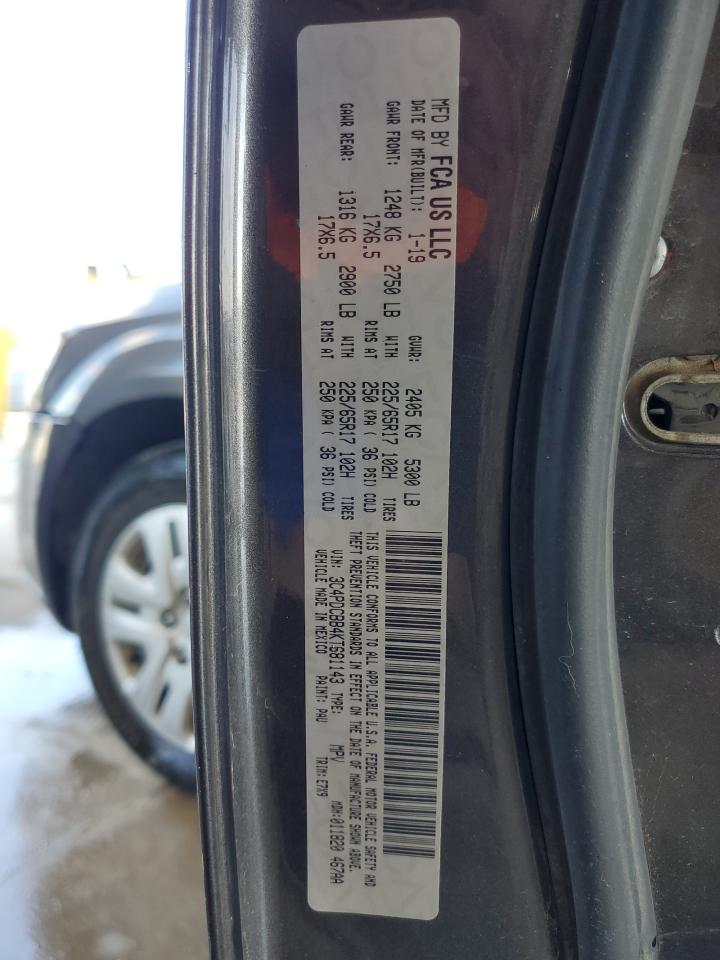 MFD BY FCA US LLC
DATE OF MFR(BUILT): 1-19 GVWR: 2405 KG 5300 LB
GAWR FRONT: 1248 KG 2750 LB WITH 225/65R17 102H TIRES
17X6.5 RIMS AT 250 KPA ( 36 PSI) COLD
GAWR REAR: 1316 KG 2900 LB WITH 225/65R17 102H TIRES
17X6.5 RIMS AT 250 KPA ( 36 PSI) COLD
THIS VEHICLE CONFORMS TO ALL APPLICABLE U.S.A. FEDERAL MOTOR VEHICLE SAFETY AND
THEFT PREVENTION STANDARDS IN EFFECT ON THE DATE OF MANUFACTURE SHOWN ABOVE.
VIN: 3C4PDCBB4KT681143 TYPE: MPV MDH:011820 467AA
VEHICLE MADE IN MEXICO PAINT: PAU TRIM:E7X9